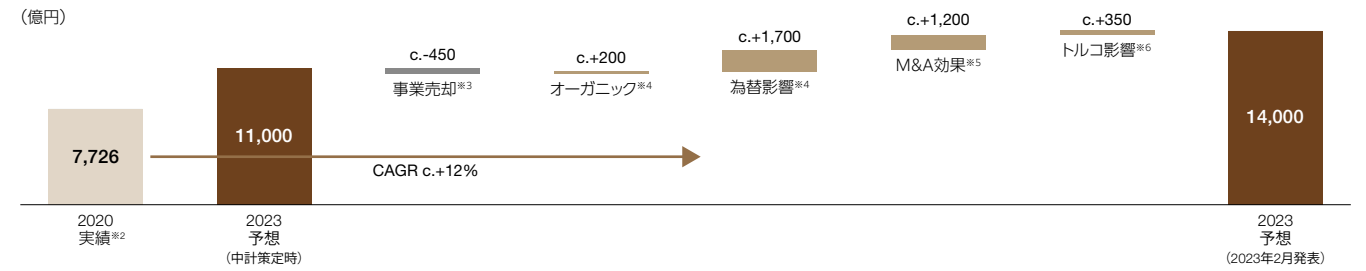 （億円）
7,726
2020
実績※2
11,000
2023
予想
（中計策定時）
CAGR c.+12%
c.-450
事業売却※3
c.+200
オーガニック※4
c.+1,700
為替影響※4
c.+1,200
M&A効果※5
c.+350
トルコ影響※6
14,000
2023
予想
（2023年2月発表）